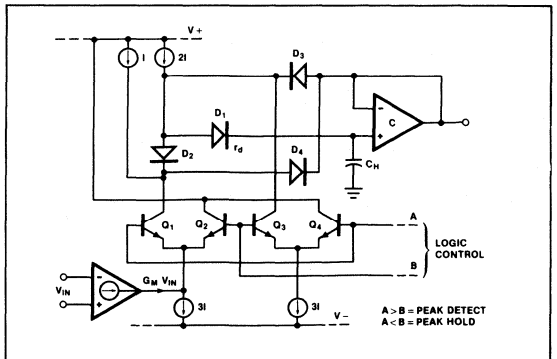 V+
I
2I
D3
D1
rd
D2
D4
C
CH
Q1
Q2
Q3
Q4
A
B
LOGIC
CONTROL
VIN
GM VIN
3I
3I
V−
A > B = PEAK DETECT
A < B = PEAK HOLD